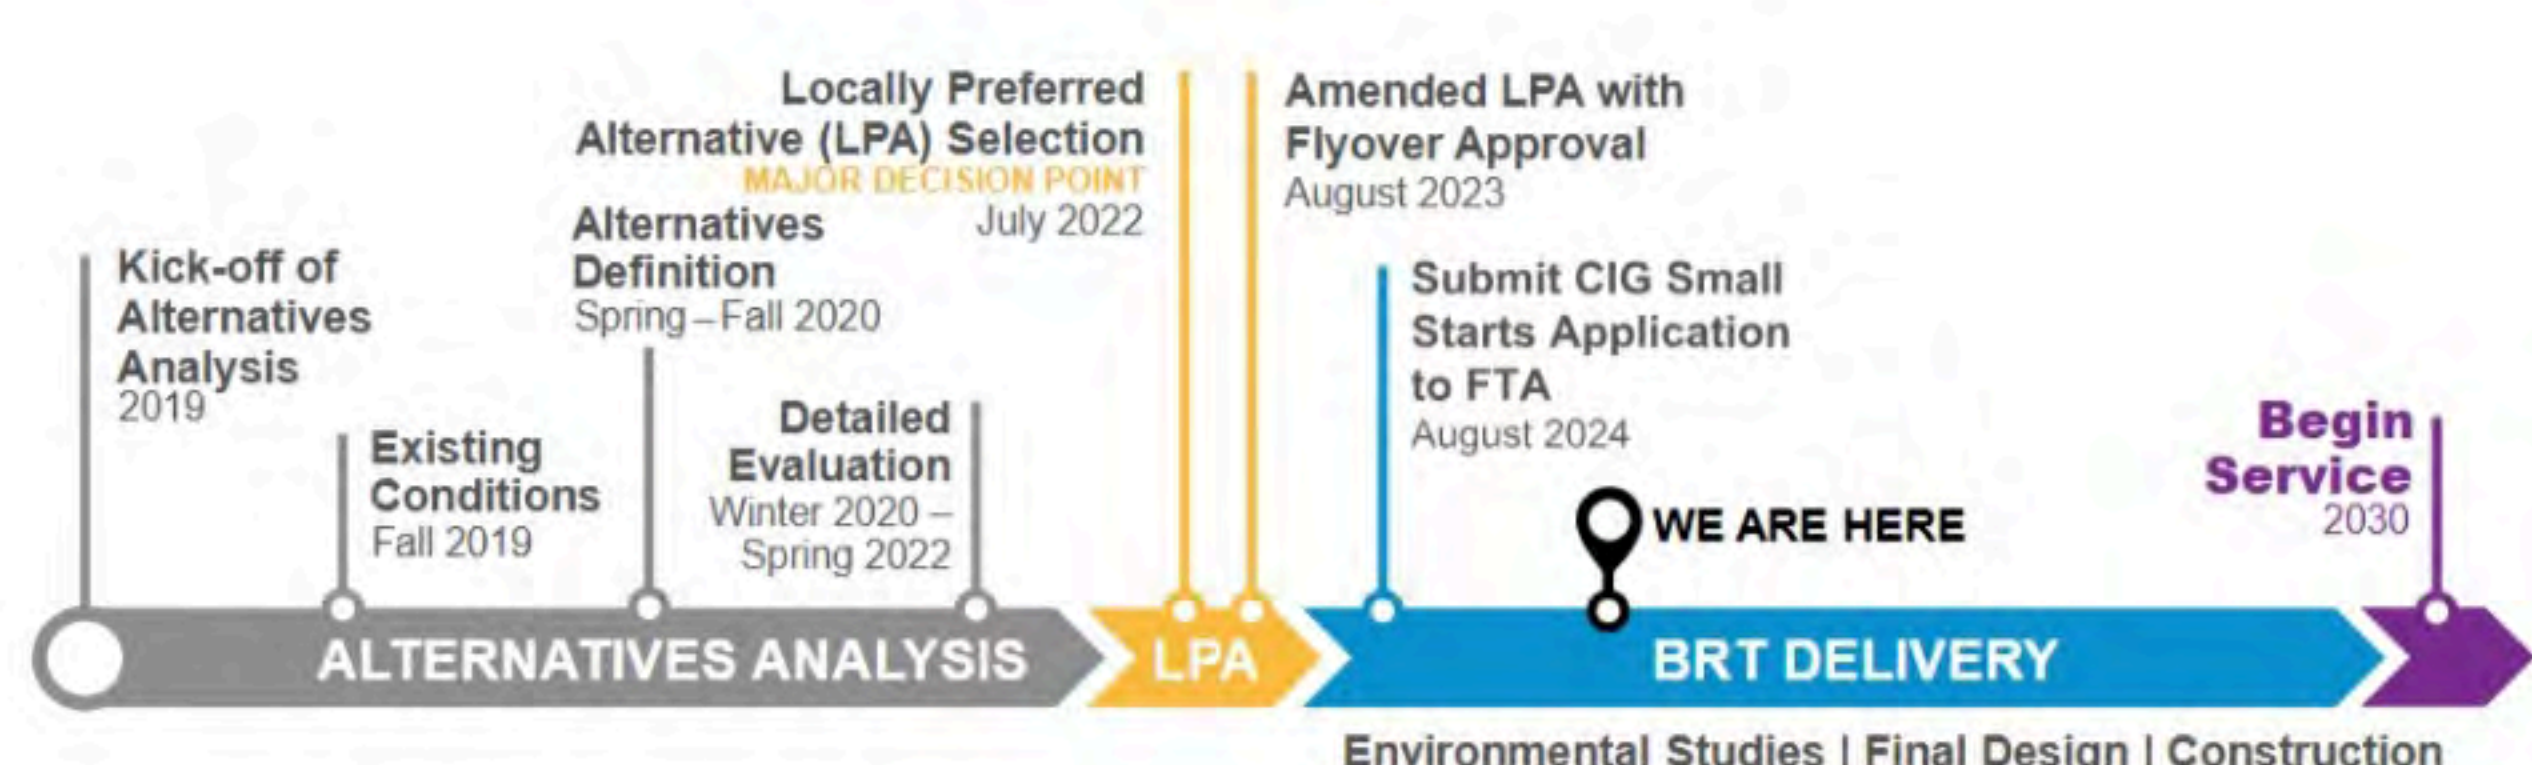 Kick-off of
Alternatives
Analysis
2019
Existing
Conditions
Fall 2019
Alternatives
Definition
Spring – Fall 2020
Detailed
Evaluation
Winter 2020 –
Spring 2022
Locally Preferred
Alternative (LPA) Selection
MAJOR DECISION POINT
July 2022
Amended LPA with
Flyover Approval
August 2023
Submit CIG Small
Starts Application
to FTA
August 2024
WE ARE HERE
Begin
Service
2030
ALTERNATIVES ANALYSIS
LPA
BRT DELIVERY
Environmental Studies | Final Design | Construction